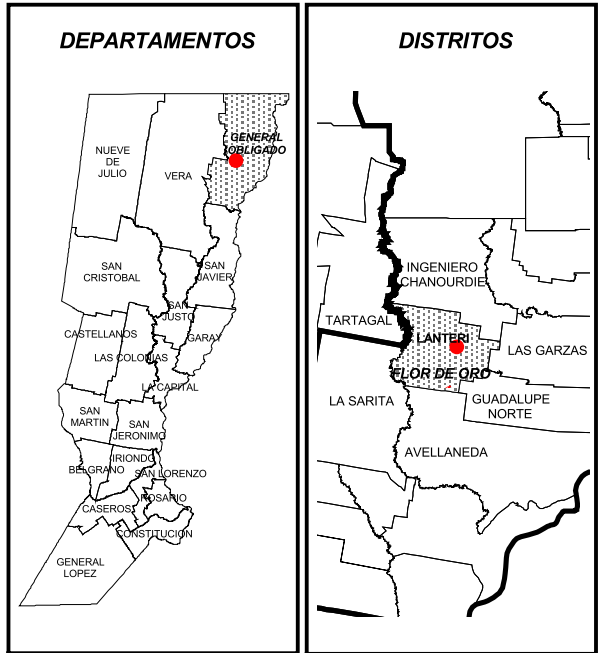 DEPARTAMENTOS
GENERAL
OBLIGADO
NUEVE
DE
JULIO
VERA
SAN
CRISTOBAL
SAN
JAVIER
SAN
JUSTO
CASTELLANOS
LAS COLONIAS
GARAY
LA CAPITAL
SAN
MARTIN
SAN
JERONIMO
IRIONDO
BELGRANO
SAN LORENZO
ROSARIO
CASEROS
CONSTITUCIÓN
GENERAL
LOPEZ
DISTRITOS
INGENIERO
CHANOURDIE
TARTAGAL
LANTERI
LAS GARZAS
FLOR DE ORO
LA SARITA
GUADALUPE
NORTE
AVELLANEDA